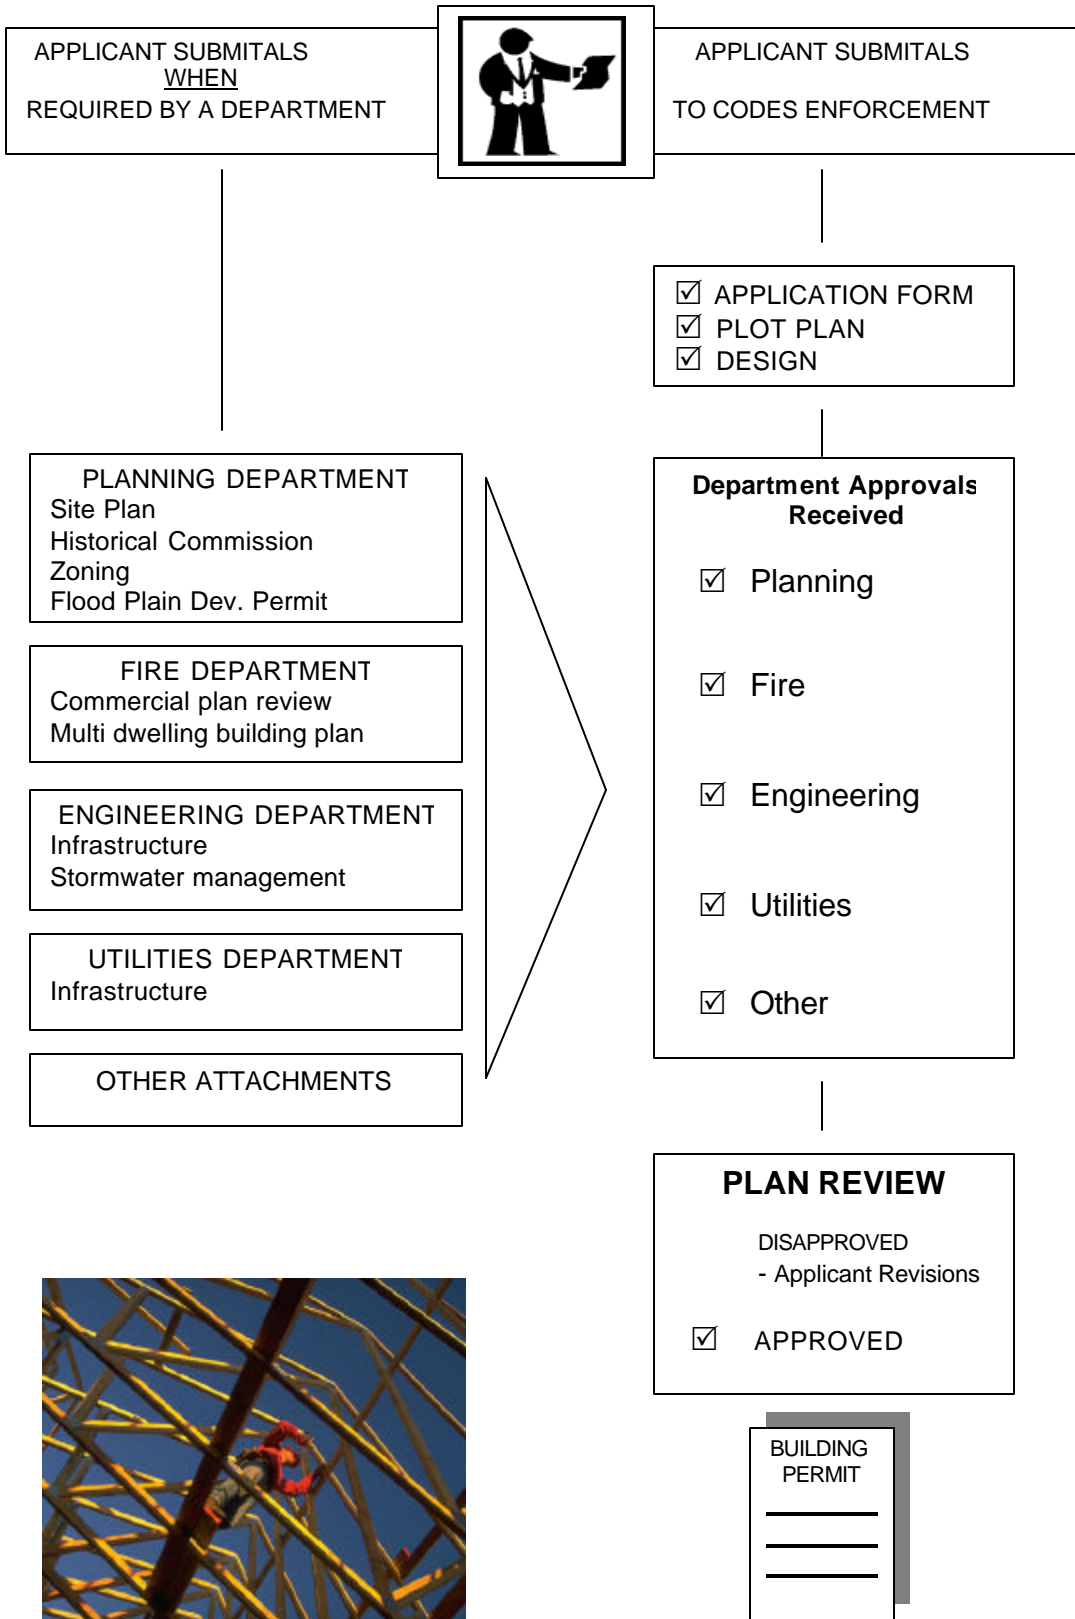 APPLICANT SUBMITALS
WHEN
REQUIRED BY A DEPARTMENT
APPLICANT SUBMITALS
TO CODES ENFORCEMENT
☑ APPLICATION FORM
☑ PLOT PLAN
☑ DESIGN
PLANNING DEPARTMENT
Site Plan
Historical Commission
Zoning
Flood Plain Dev. Permit
FIRE DEPARTMENT
Commercial plan review
Multi dwelling building plan
ENGINEERING DEPARTMENT
Infrastructure
Stormwater management
UTILITIES DEPARTMENT
Infrastructure
OTHER ATTACHMENTS
Department Approvals
Received
☑ Planning
☑ Fire
☑ Engineering
☑ Utilities
☑ Other
PLAN REVIEW
DISAPPROVED
- Applicant Revisions
☑ APPROVED
BUILDING
PERMIT